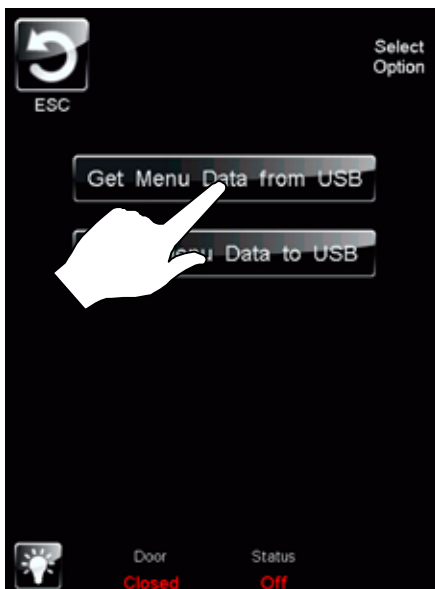 Select
Option
ESC
Get Menu Data from USB
Data to USB
Door
Status
Closed
Off